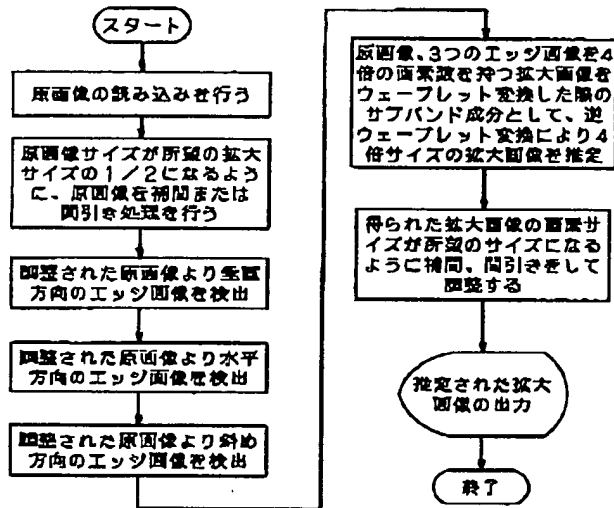 スタート
原画像の読み込みを行う
原画像サイズが所望の拡大
サイズの1/2になるよう
に、原画像を補間または
間引き処理を行う
調整された原画像より垂直
方向のエッジ画像を検出
調整された原画像より水平
方向のエッジ画像を検出
調整された原画像より斜め
方向のエッジ画像を検出
原画像、3つのエッジ画像を4
倍の画素数を持つ拡大画像を
ウェーブレット変換した際の
サブバンド成分として、逆
ウェーブレット変換により4
倍サイズの拡大画像を推定
得られた拡大画像の画素サ
イズが所望のサイズになる
ように補間、間引きをして
調整する
推定された拡大
画像の出力
終了